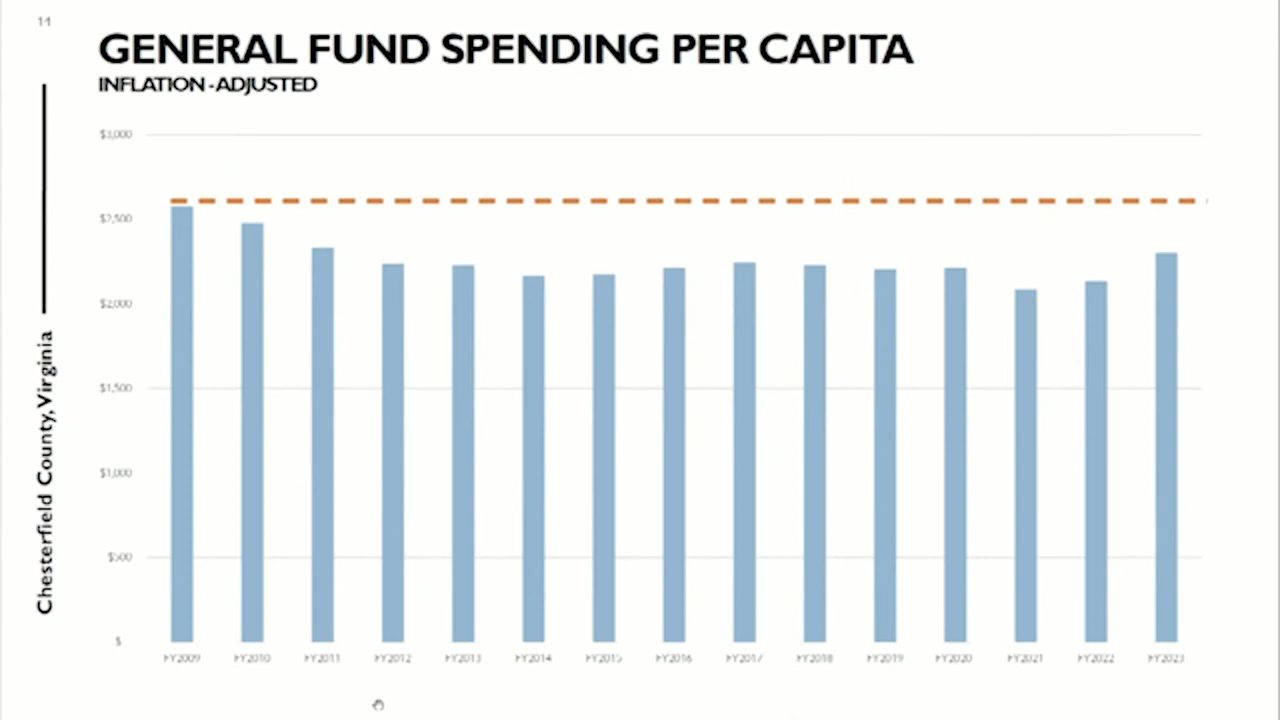 11
GENERAL FUND SPENDING PER CAPITA
INFLATION-ADJUSTED
Chesterfield County, Virginia
$3,000
$2,500
$2,000
$1,500
$1,000
$500
$
FY2009 FY2010 FY2011 FY2012 FY2013 FY2014 FY2015 FY2016 FY2017 FY2018 FY2019 FY2020 FY2021 FY2022 FY2023